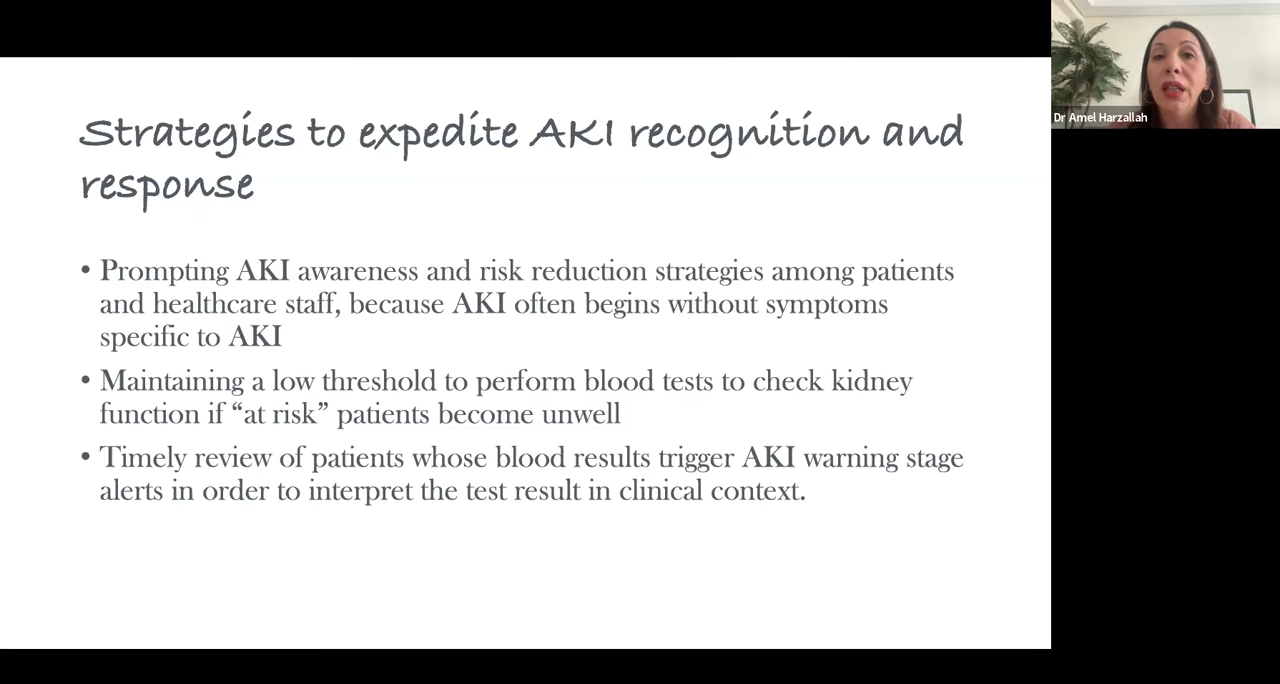 Strategies to expedite AKI recognition and
response
• Prompting AKI awareness and risk reduction strategies among patients
and healthcare staff, because AKI often begins without symptoms
specific to AKI
• Maintaining a low threshold to perform blood tests to check kidney
function if “at risk” patients become unwell
• Timely review of patients whose blood results trigger AKI warning stage
alerts in order to interpret the test result in clinical context.
Dr Amel Harzallah